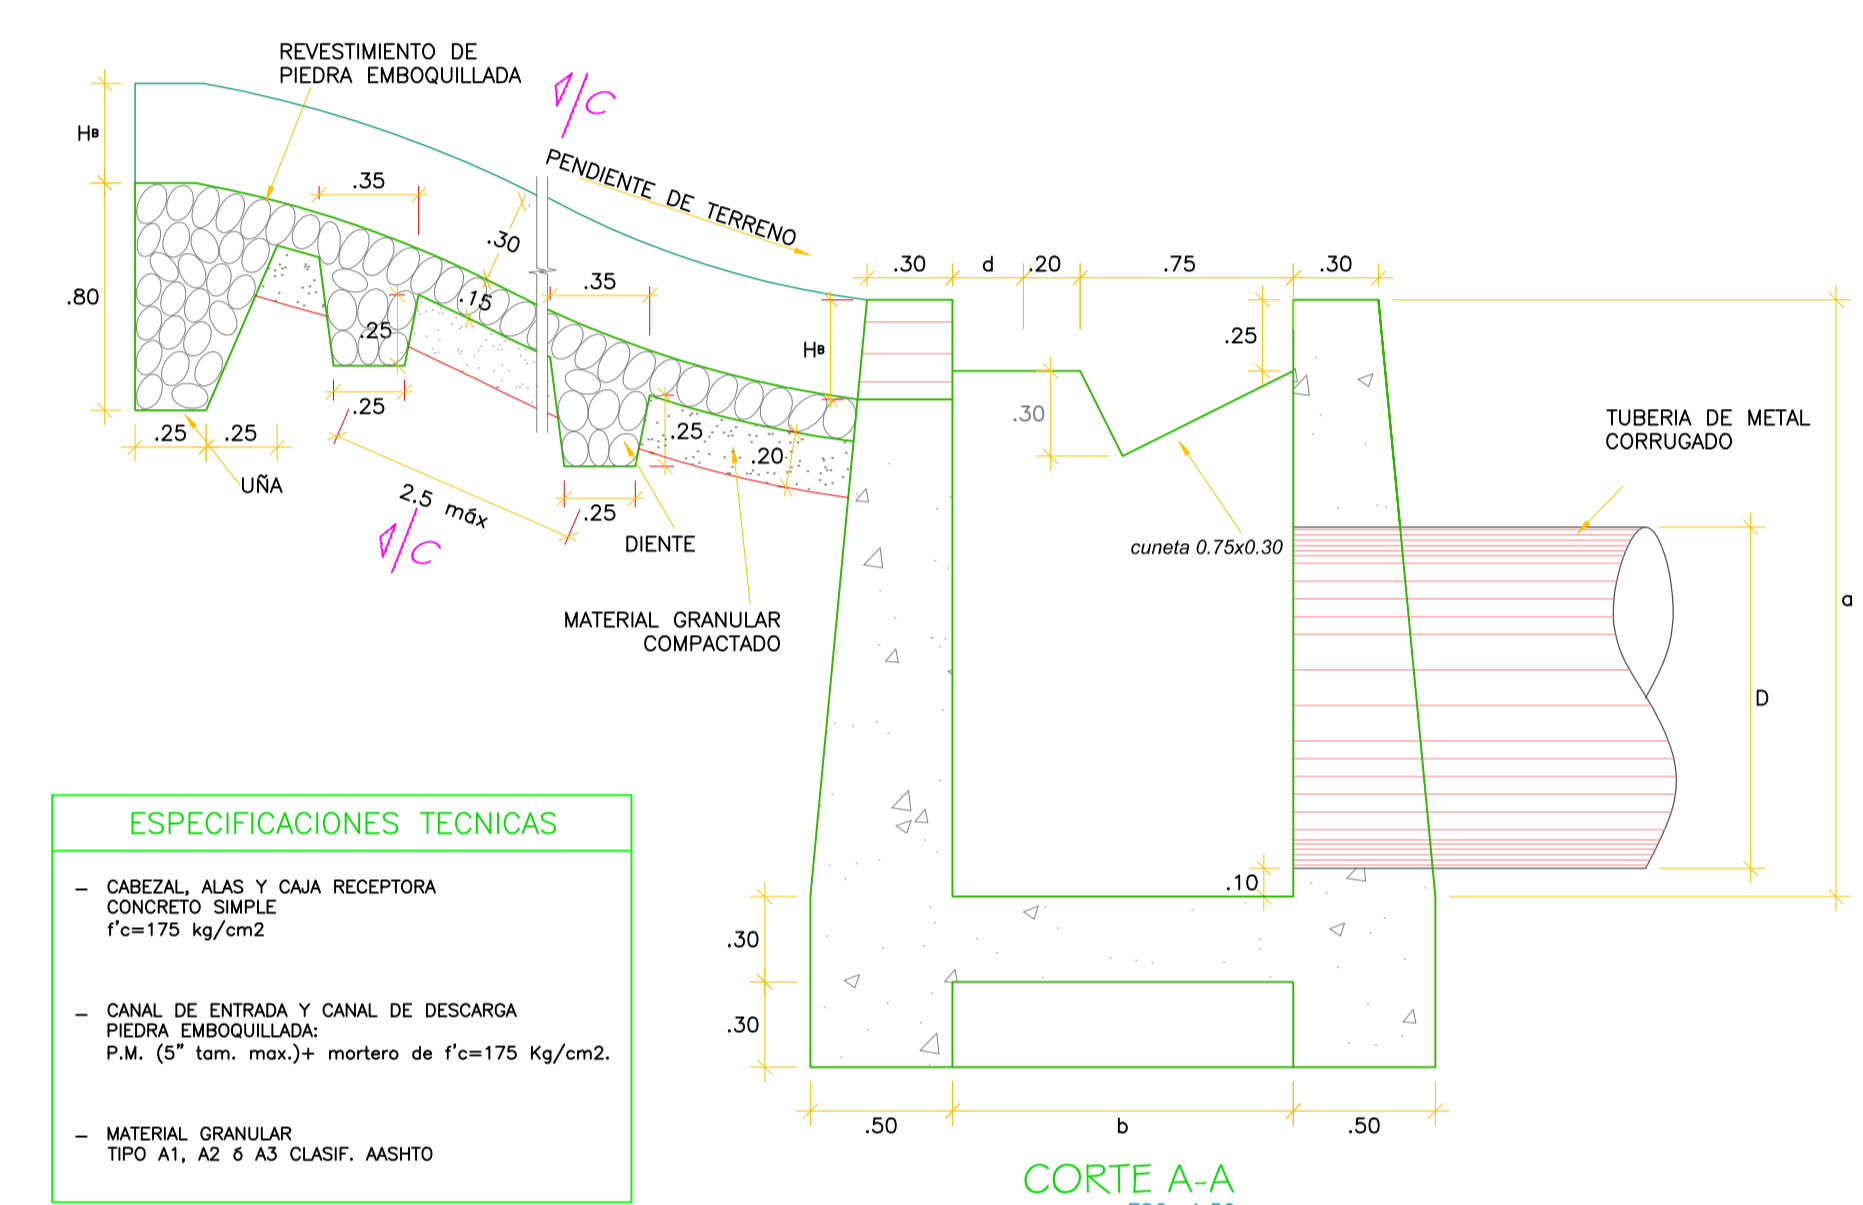 REVESTIMIENTO DE
PIEDRA EMBOQUILLADA
/C
HB
.35
PENDIENTE DE TERRENO
.30
.30
d
.20
.75
.30
.80
.15
.35
.25
HB
.25
.25
.30
.25
.25
.25
.20
TUBERIA DE METAL
CORRUGADO
UÑA
2.5 máx
.25
DIENTE
cuneta 0.75x0.30
/C
MATERIAL GRANULAR
COMPACTADO
a
D
.10
.30
.30
.50
b
.50
CORTE A-A
ESPECIFICACIONES TECNICAS
– CABEZAL, ALAS Y CAJA RECEPTORA
CONCRETO SIMPLE
f'c=175 kg/cm2
– CANAL DE ENTRADA Y CANAL DE DESCARGA
PIEDRA EMBOQUILLADA:
P.M. (5" tam. max.)+ mortero de f'c=175 Kg/cm2.
– MATERIAL GRANULAR
TIPO A1, A2 ó A3 CLASIF. AASHTO